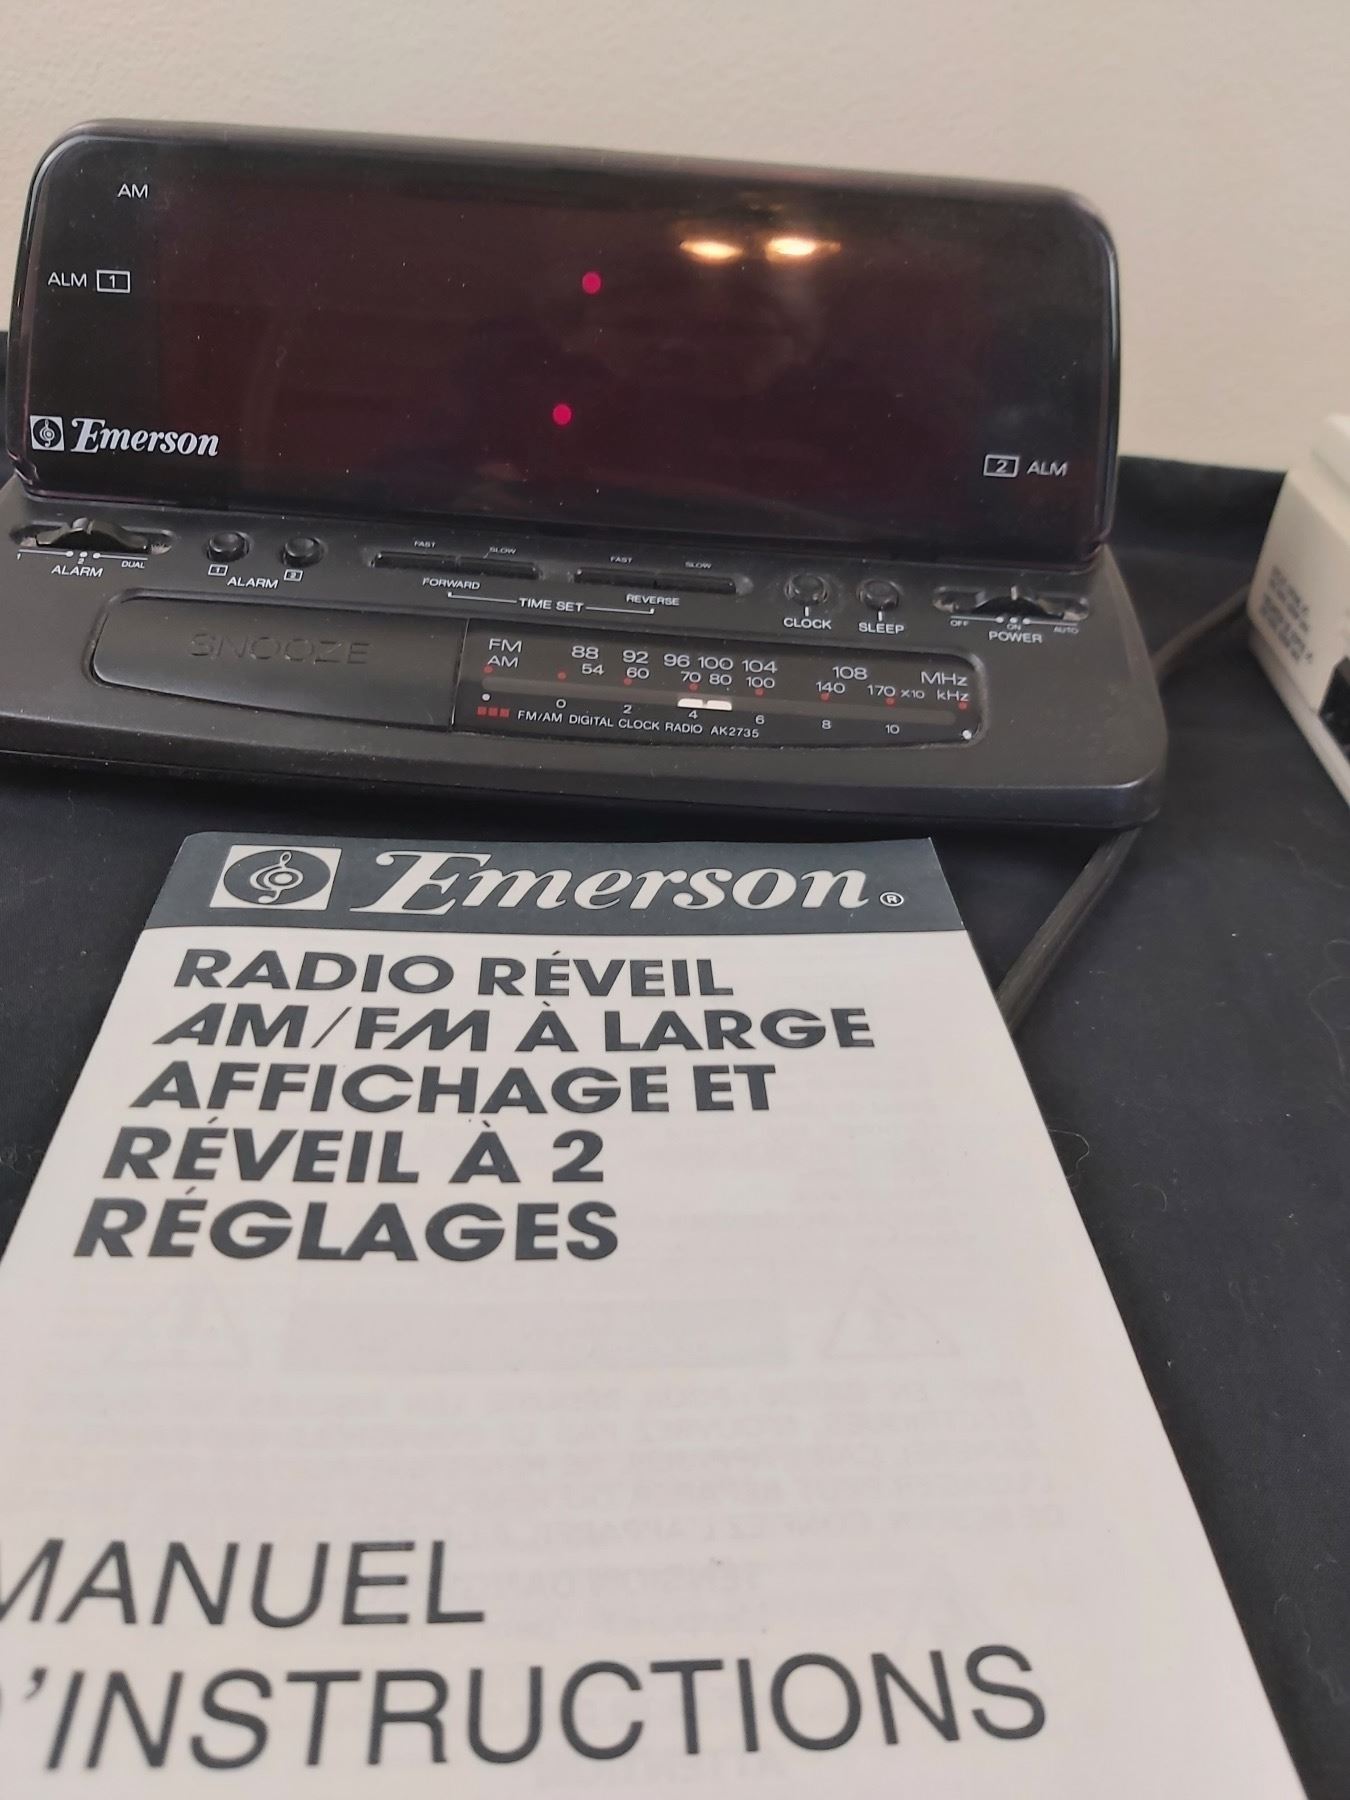 AM
ALM 1
Emerson
2 ALM
1 2 DUAL
ALARM
1 ALARM 2
FAST SLOW
FORWARD
FAST SLOW
REVERSE
TIME SET
CLOCK
SLEEP
OFF ON AUTO
POWER
SNOOZE
FM 88 92 96 100 104 108 MHz
AM 54 60 70 80 100 140 170 x10 kHz
0 2 4 6 8 10
FM/AM DIGITAL CLOCK RADIO AK2735
Emerson®
RADIO RÉVEIL
AM/FM À LARGE
AFFICHAGE ET
RÉVEIL À 2
RÉGLAGES
MANUEL
D'INSTRUCTIONS